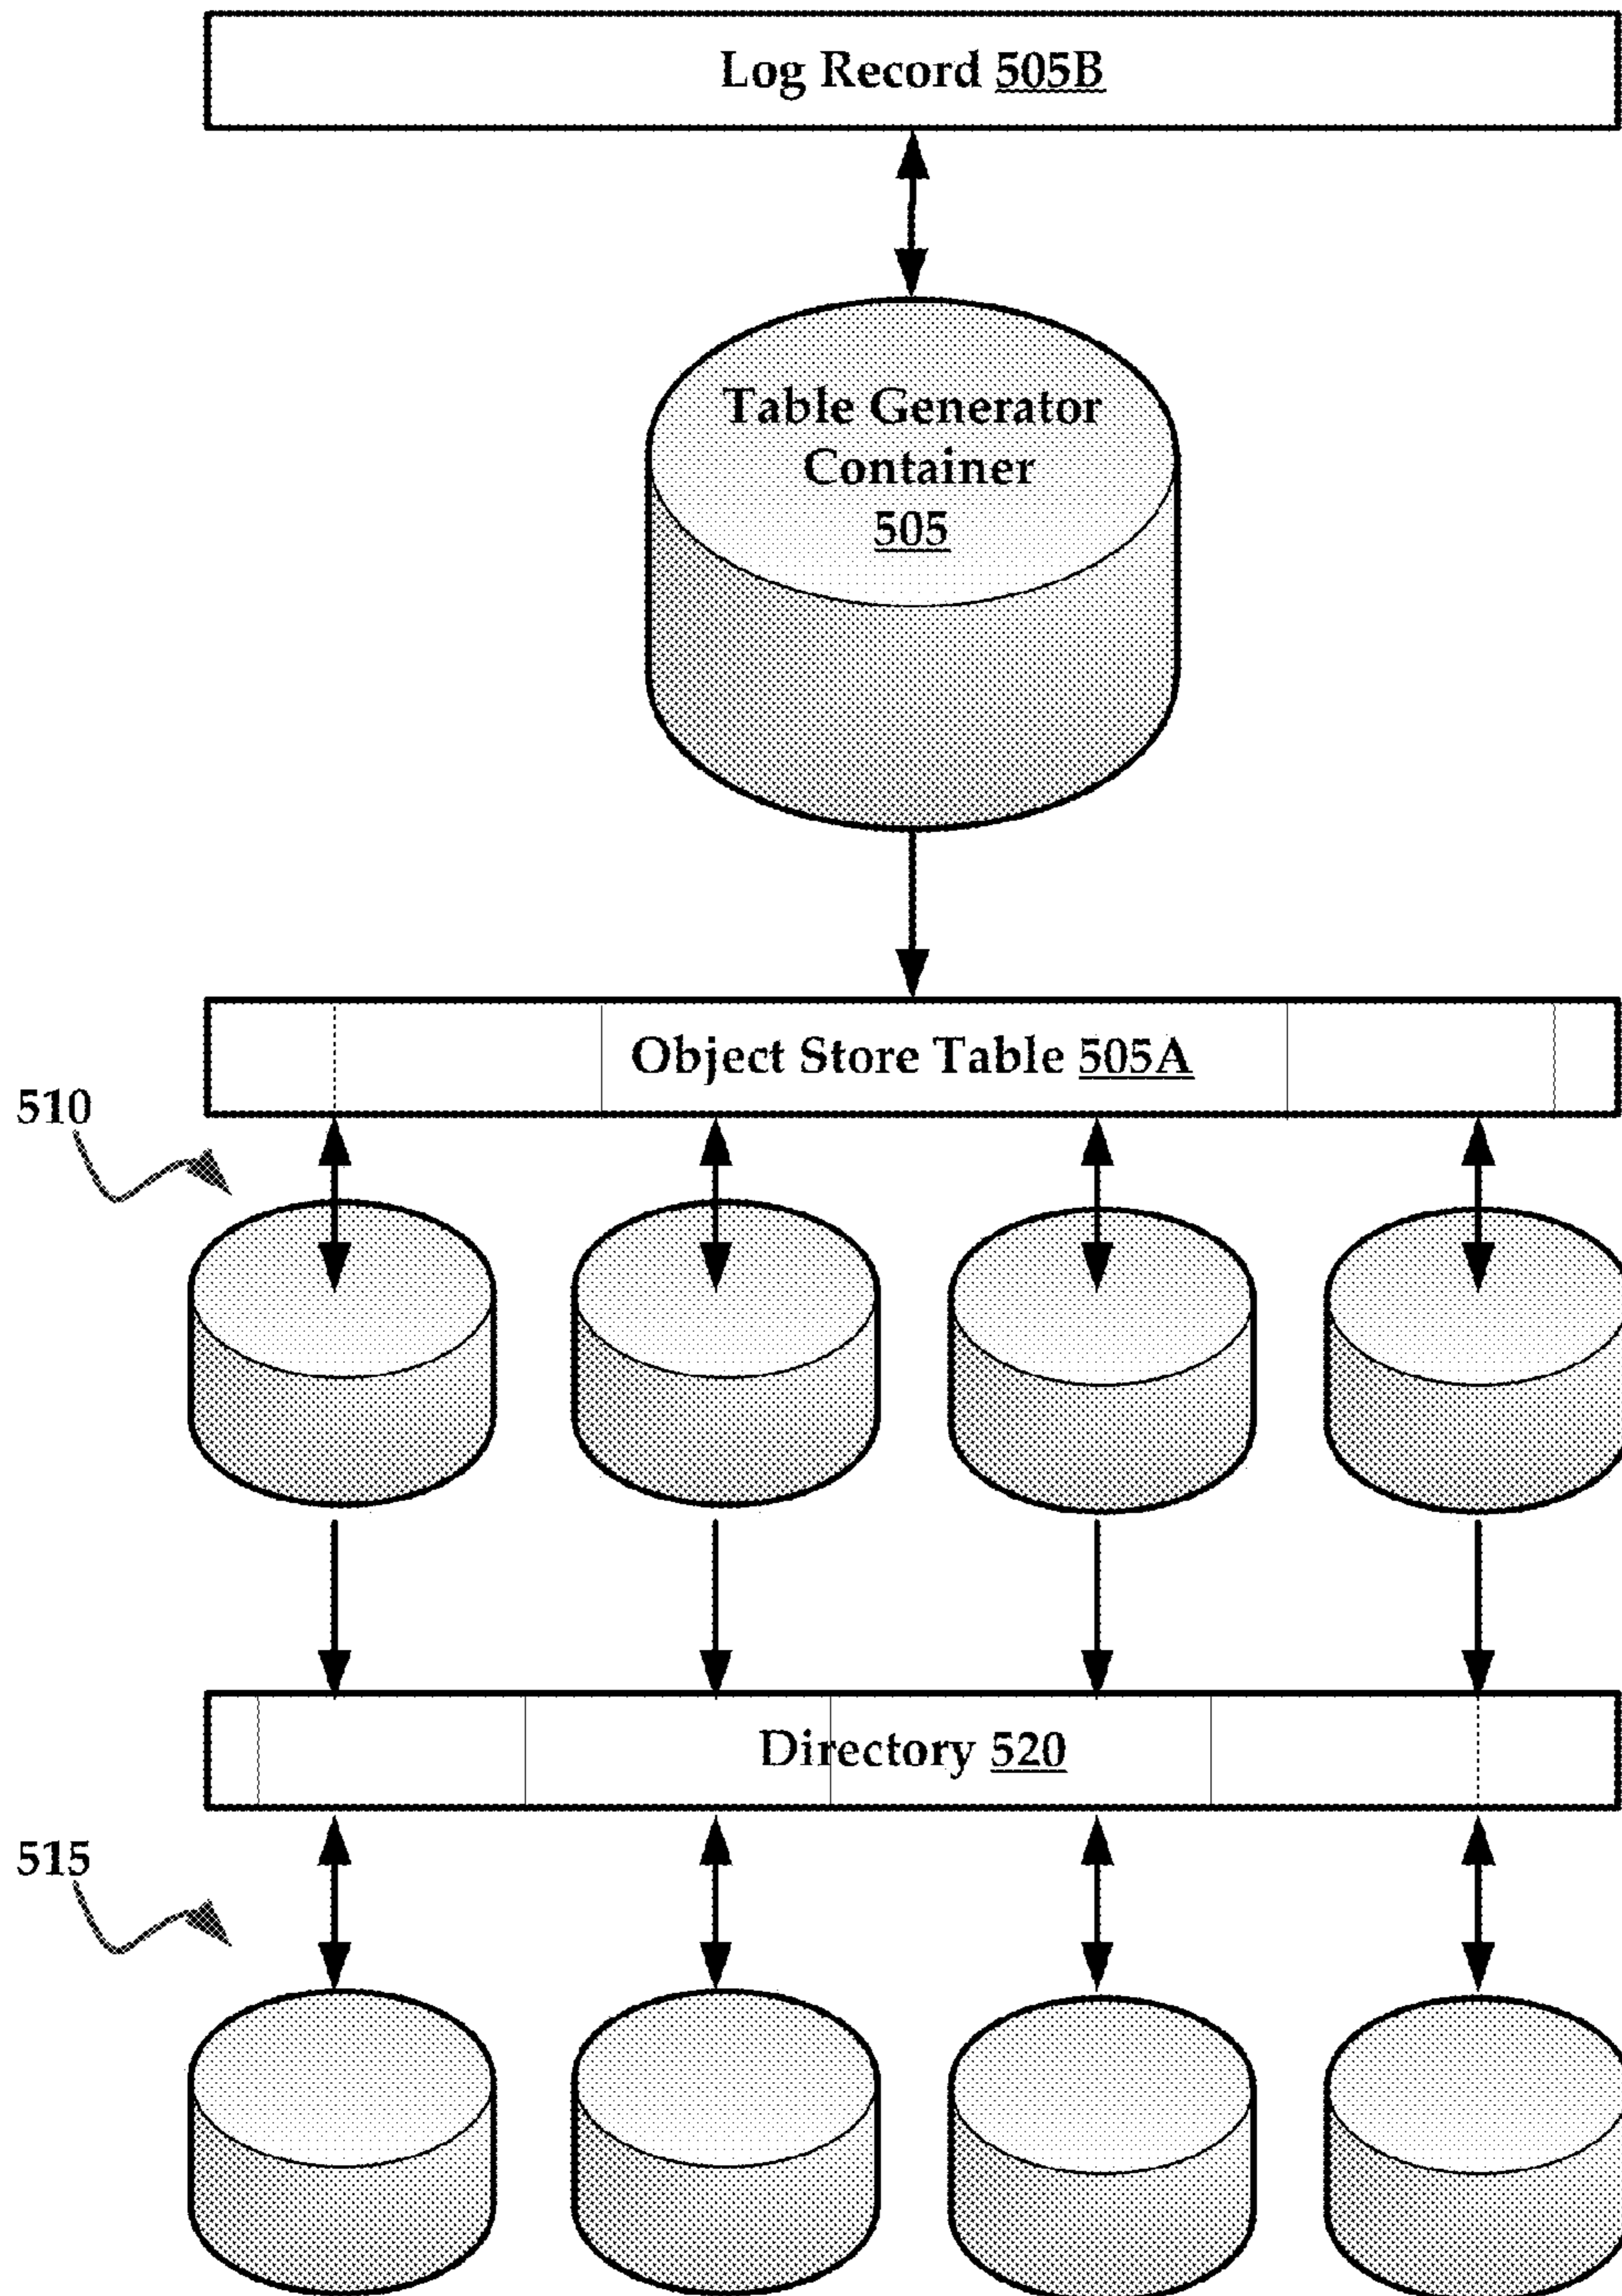 Log Record 505B
Table Generator
Container
505
Object Store Table 505A
510
Directory 520
515